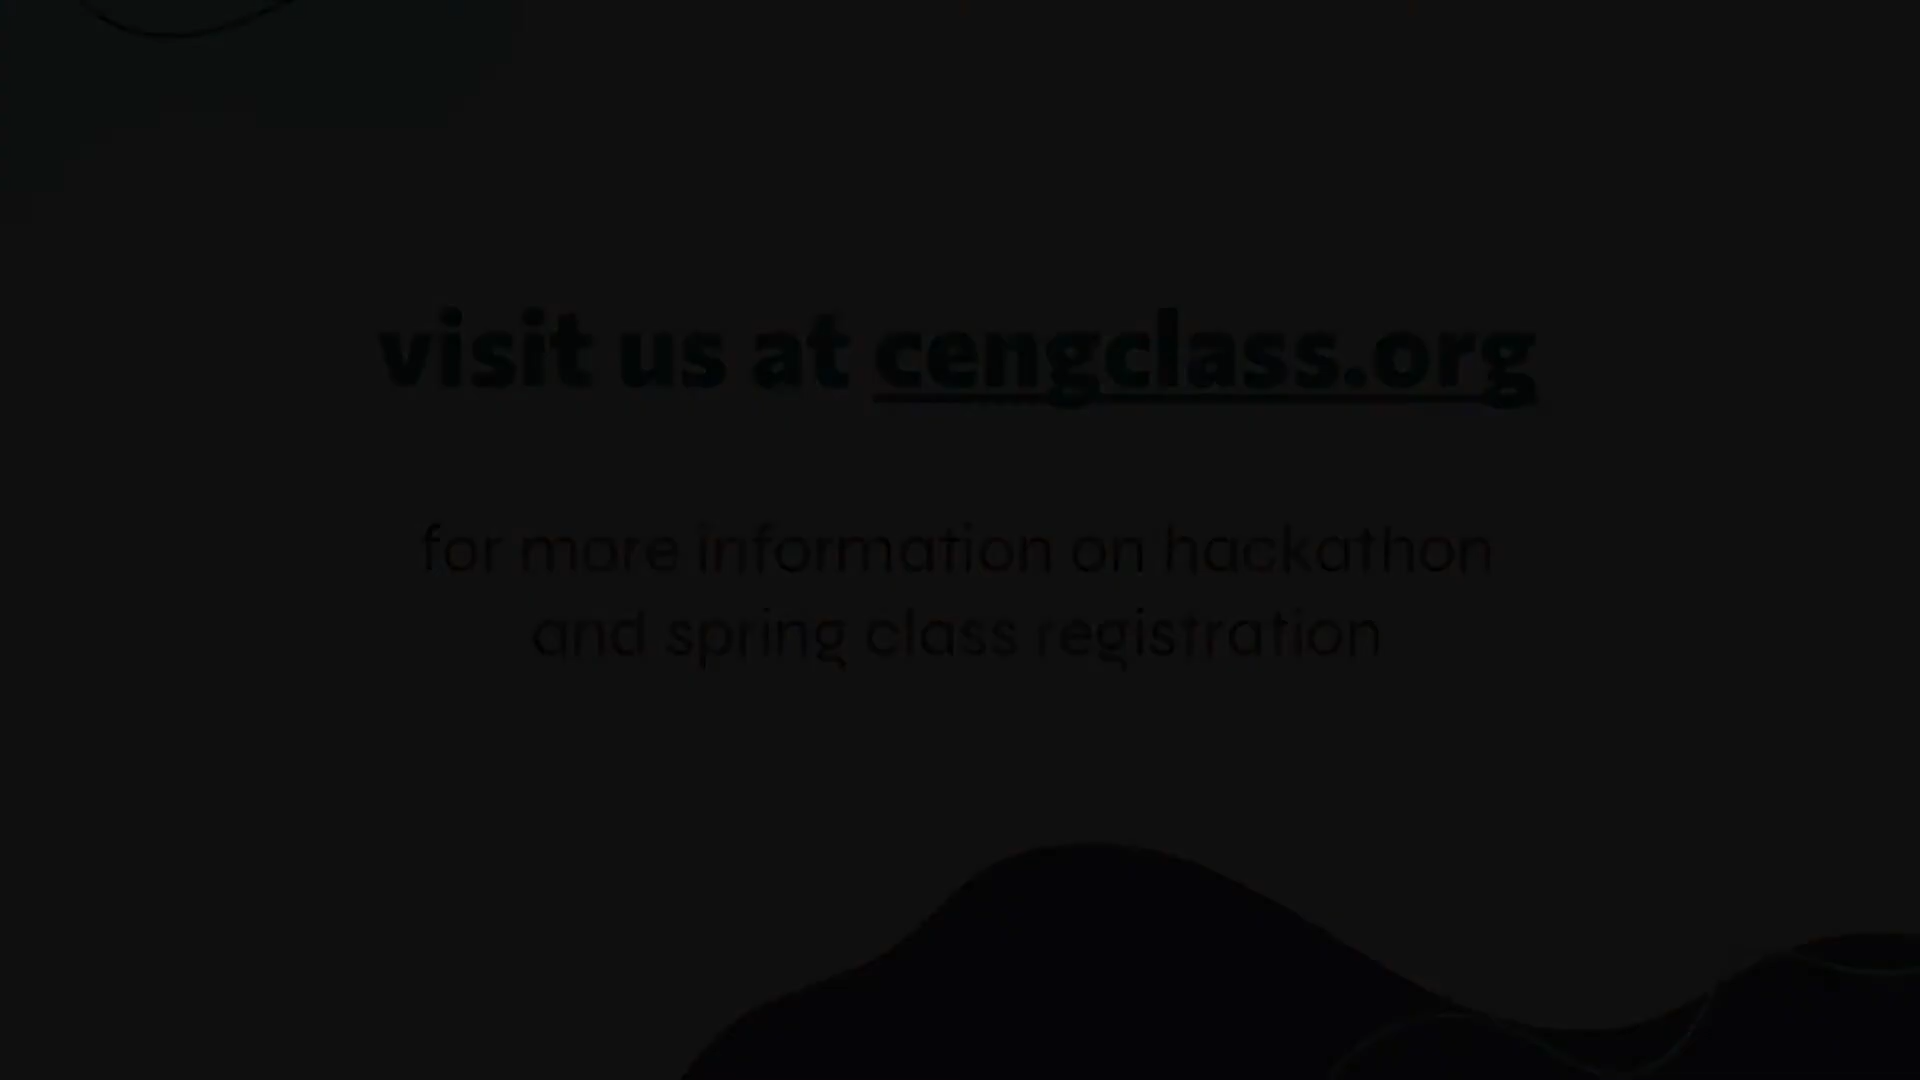 visit us at cengclass.org
for more information on hackathon
and spring class registration